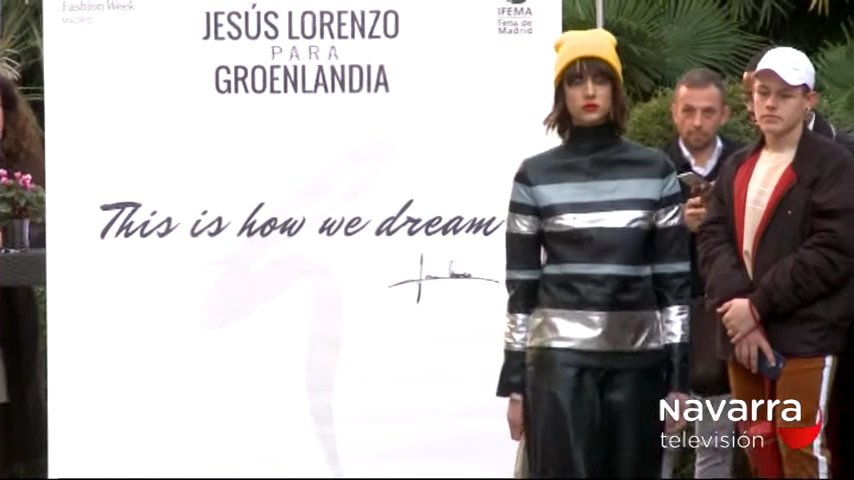 Fashion Week
MADRID
IFEMA
Feria de
Madrid
JESÚS LORENZO
PARA
GROENLANDIA
This is how we dream
Navarra
televisión